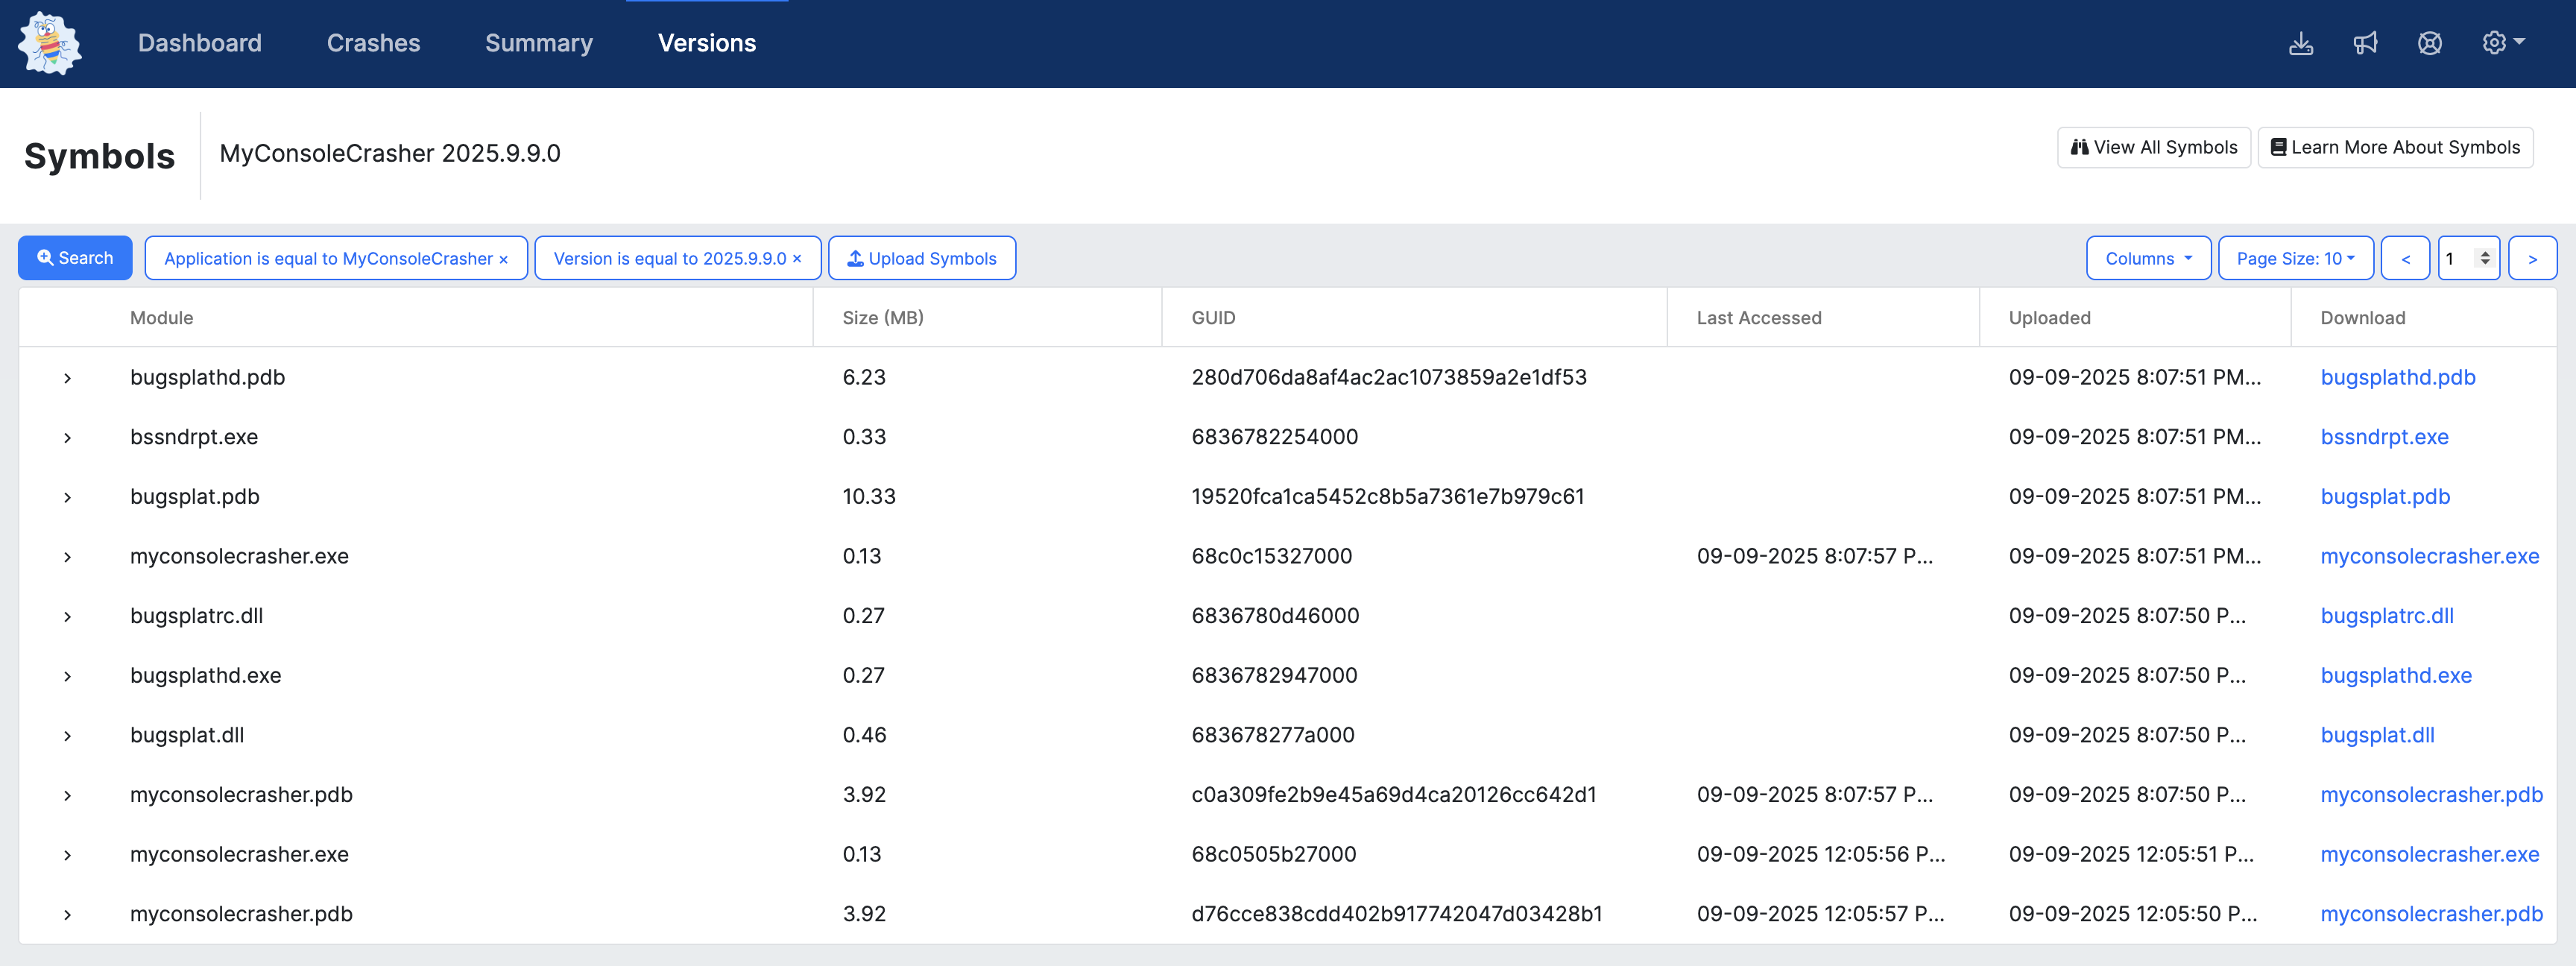 Dashboard Crashes Summary Versions
Symbols MyConsoleCrasher 2025.9.9.0 View All Symbols Learn More About Symbols
Search Application is equal to MyConsoleCrasher × Version is equal to 2025.9.9.0 × Upload Symbols Columns Page Size: 10 < 1 >
Module Size (MB) GUID Last Accessed Uploaded Download
bugsplathd.pdb 6.23 280d706da8af4ac2ac1073859a2e1df53 09-09-2025 8:07:51 PM... bugsplathd.pdb
bssndrpt.exe 0.33 6836782254000 09-09-2025 8:07:51 PM... bssndrpt.exe
bugsplat.pdb 10.33 19520fca1ca5452c8b5a7361e7b979c61 09-09-2025 8:07:51 PM... bugsplat.pdb
myconsolecrasher.exe 0.13 68c0c15327000 09-09-2025 8:07:57 P... 09-09-2025 8:07:51 PM... myconsolecrasher.exe
bugsplatrc.dll 0.27 6836780d46000 09-09-2025 8:07:50 P... bugsplatrc.dll
bugsplathd.exe 0.27 6836782947000 09-09-2025 8:07:50 P... bugsplathd.exe
bugsplat.dll 0.46 683678277a000 09-09-2025 8:07:50 P... bugsplat.dll
myconsolecrasher.pdb 3.92 c0a309fe2b9e45a69d4ca20126cc642d1 09-09-2025 8:07:57 P... 09-09-2025 8:07:50 P... myconsolecrasher.pdb
myconsolecrasher.exe 0.13 68c0505b27000 09-09-2025 12:05:56 P... 09-09-2025 12:05:51 P... myconsolecrasher.exe
myconsolecrasher.pdb 3.92 d76cce838cdd402b917742047d03428b1 09-09-2025 12:05:57 P... 09-09-2025 12:05:50 P... myconsolecrasher.pdb